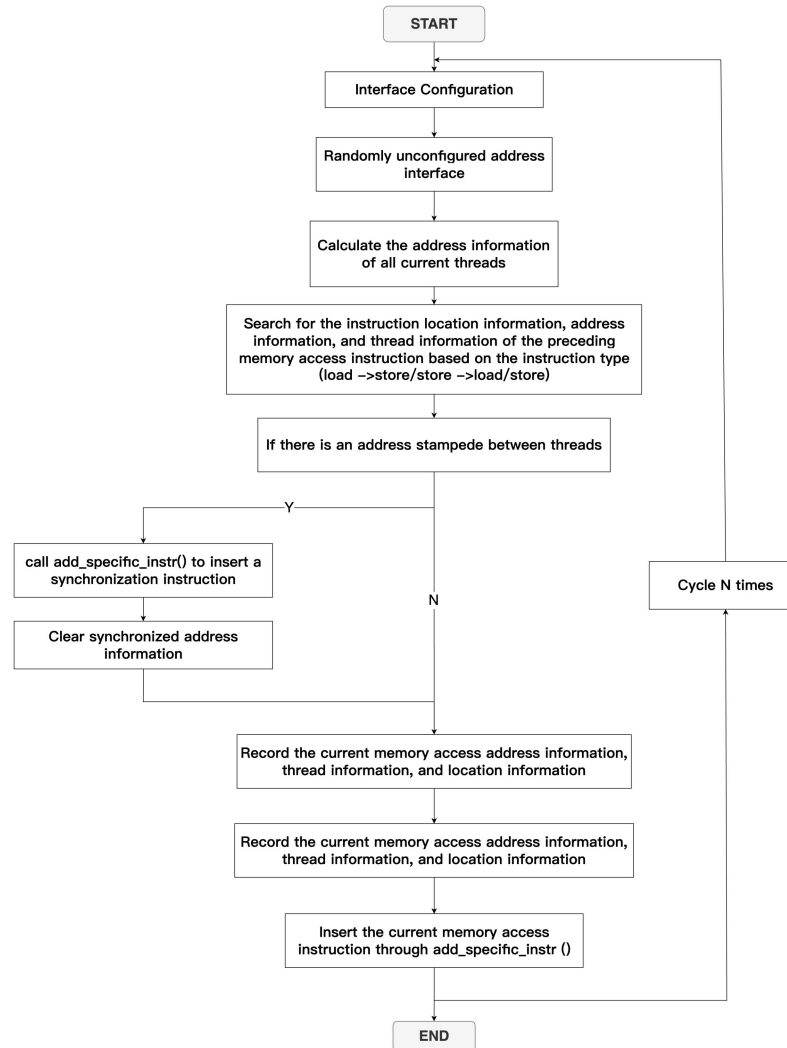 START
Interface Configuration
Randomly unconfigured address
interface
Calculate the address information
of all current threads
Search for the instruction location information, address
information, and thread information of the preceding
memory access instruction based on the instruction type
(load ->store/store ->load/store)
If there is an address stampede between threads
Y
call add_specific_instr() to insert a
synchronization instruction
Clear synchronized address
information
N
Cycle N times
Record the current memory access address information,
thread information, and location information
Record the current memory access address information,
thread information, and location information
Insert the current memory access
instruction through add_specific_instr ()
END